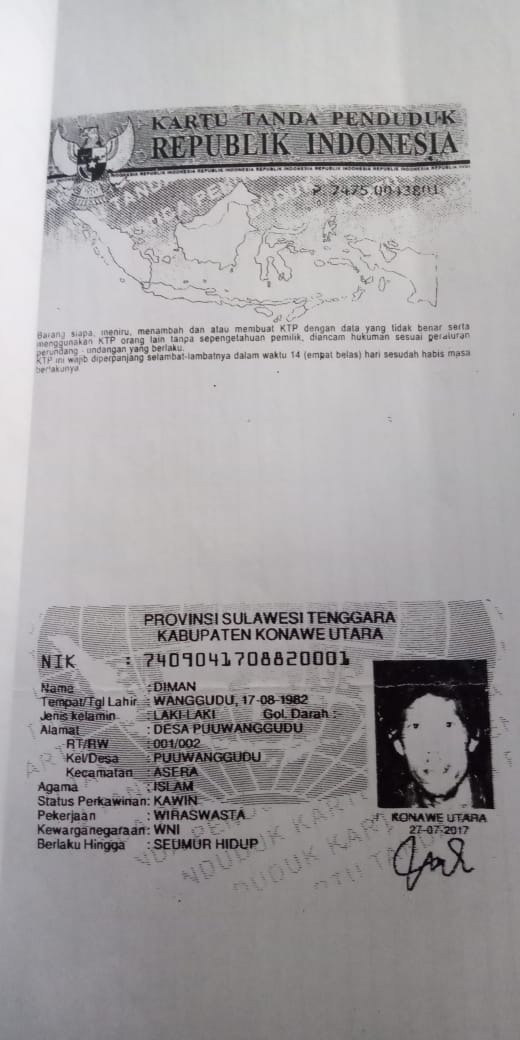 KARTU TANDA PENDUDUK
REPUBLIK INDONESIA
Barang siapa, meniru, menambah dan atau membuat KTP dengan data yang tidak benar serta
menggunakan KTP orang lain tanpa sepengetahuan pemilik, diancam hukuman sesuai peraturan
perundang - undangan yang berlaku.
KTP ini wajib diperpanjang selambat-lambatnya dalam waktu 14 (empat belas) hari sesudah habis masa
berlakunya
PROVINSI SULAWESI TENGGARA
KABUPATEN KONAWE UTARA
NIK : 7409041708820001
Nama : DIMAN
Tempat/Tgl Lahir : WANGGUDU, 17-08-1982
Jenis kelamin : LAKI-LAKI Gol. Darah : -
Alamat : DESA PUUWANGGUDU
RT/RW : 001/002
Kel/Desa : PUUWANGGUDU
Kecamatan : ASERA
Agama : ISLAM
Status Perkawinan: KAWIN
Pekerjaan : WIRASWASTA
Kewarganegaraan: WNI
Berlaku Hingga : SEUMUR HIDUP
KONAWE UTARA
27-07-2017